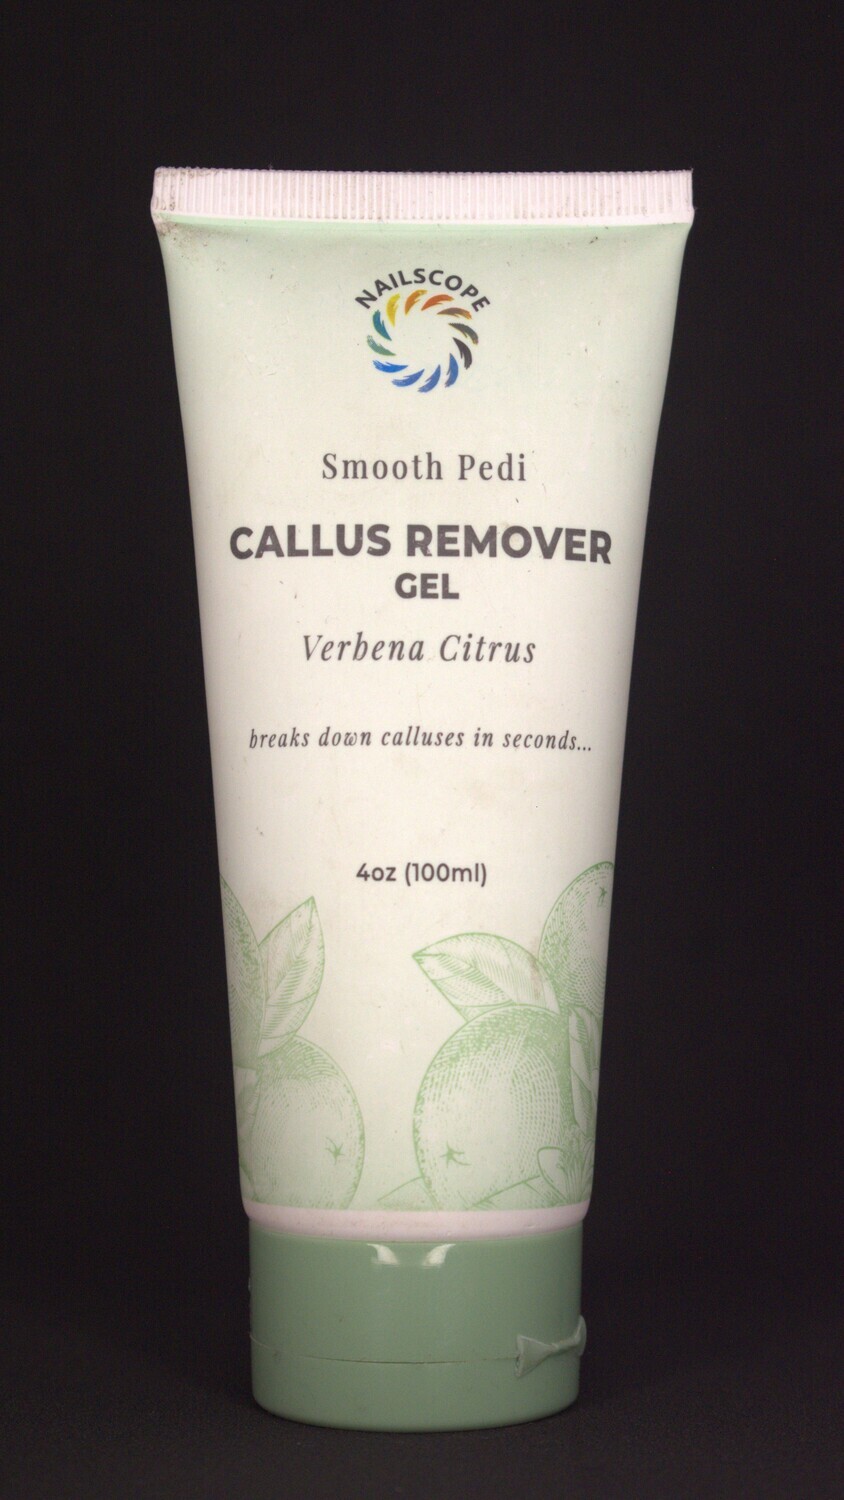 NAILSCOPE
Smooth Pedi
CALLUS REMOVER
GEL
Verbena Citrus
breaks down calluses in seconds...
4oz (100ml)